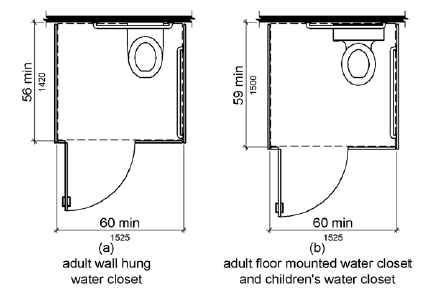 56 min
1420
60 min
1525
(a)
adult wall hung
water closet
59 min
1500
60 min
1525
(b)
adult floor mounted water closet
and children's water closet